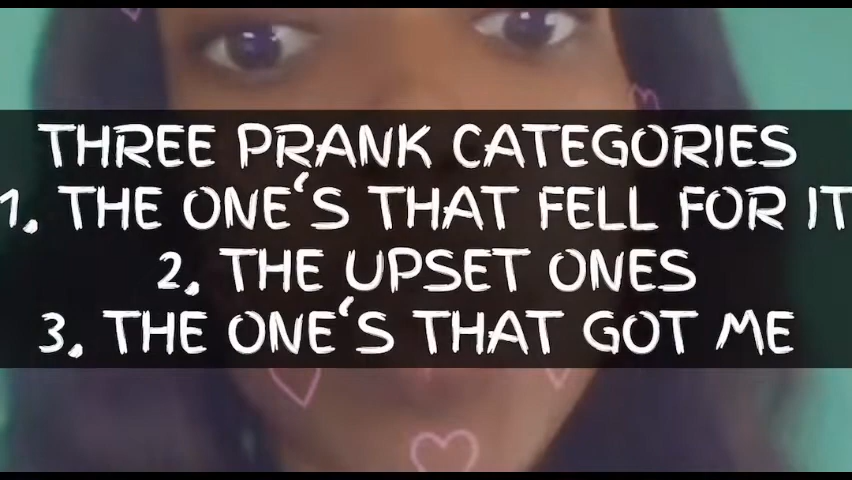 THREE PRANK CATEGORIES
1. THE ONE'S THAT FELL FOR IT
2. THE UPSET ONES
3. THE ONE'S THAT GOT ME